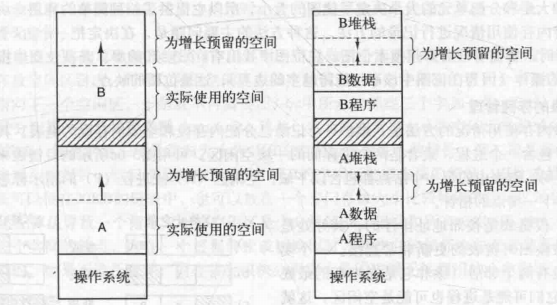 为增长预留的空间
B
实际使用的空间
为增长预留的空间
A
实际使用的空间
操作系统
B堆栈
为增长预留的空间
B数据
B程序
A堆栈
为增长预留的空间
A数据
A程序
操作系统